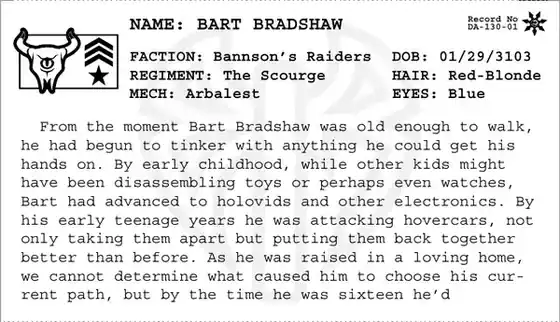 NAME: BART BRADSHAW
Record No
DA-130-01
FACTION: Bannson's Raiders DOB: 01/29/3103
REGIMENT: The Scourge HAIR: Red-Blonde
MECH: Arbalest EYES: Blue
From the moment Bart Bradshaw was old enough to walk,
he had begun to tinker with anything he could get his
hands on. By early childhood, while other kids might
have been disassembling toys or perhaps even watches,
Bart had advanced to holovids and other electronics. By
his early teenage years he was attacking hovercars, not
only taking them apart but putting them back together
better than before. As he was raised in a loving home,
we cannot determine what caused him to choose his cur-
rent path, but by the time he was sixteen he'd